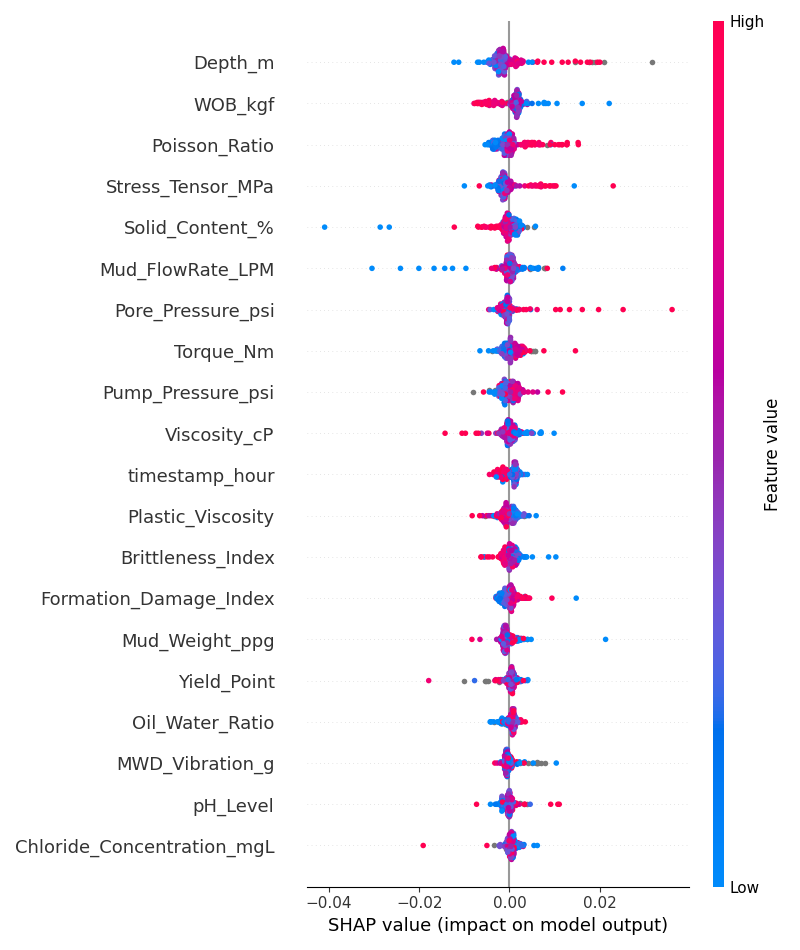 High
Depth_m
WOB_kgf
Poisson_Ratio
Stress_Tensor_MPa
Solid_Content_%
Mud_FlowRate_LPM
Pore_Pressure_psi
Torque_Nm
Pump_Pressure_psi
Viscosity_cP
timestamp_hour
Plastic_Viscosity
Brittleness_Index
Formation_Damage_Index
Mud_Weight_ppg
Yield_Point
Oil_Water_Ratio
MWD_Vibration_g
pH_Level
Chloride_Concentration_mgL
Feature value
Low
−0.04 −0.02 0.00 0.02
SHAP value (impact on model output)